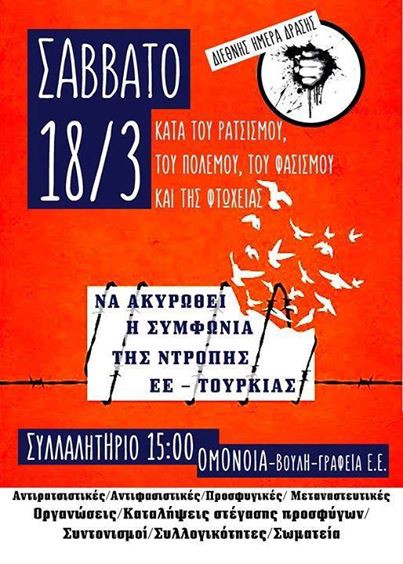 ΣΑΒΒΑΤΟ
18/3
ΔΙΕΘΝΗΣ ΗΜΕΡΑ ΔΡΑΣΗΣ
ΚΑΤΑ ΤΟΥ ΡΑΤΣΙΣΜΟΥ,
ΤΟΥ ΠΟΛΕΜΟΥ, ΤΟΥ ΦΑΣΙΣΜΟΥ
ΚΑΙ ΤΗΣ ΦΤΩΧΕΙΑΣ
ΝΑ ΑΚΥΡΩΘΕΙ
Η ΣΥΜΦΩΝΙΑ
ΤΗΣ ΝΤΡΟΠΗΣ
ΕΕ – ΤΟΥΡΚΙΑΣ
ΣΥΛΛΑΛΗΤΗΡΙΟ 15:00
ΟΜΟΝΟΙΑ-ΒΟΥΛΗ-ΓΡΑΦΕΙΑ Ε.Ε.
Αντιρατσιστικές/Αντιφασιστικές/Προσφυγικές/ Μεταναστευτικές
Οργανώσεις/Καταλήψεις στέγασης προσφύγων/
Συντονισμοί/Συλλογικότητες/Σωματεία